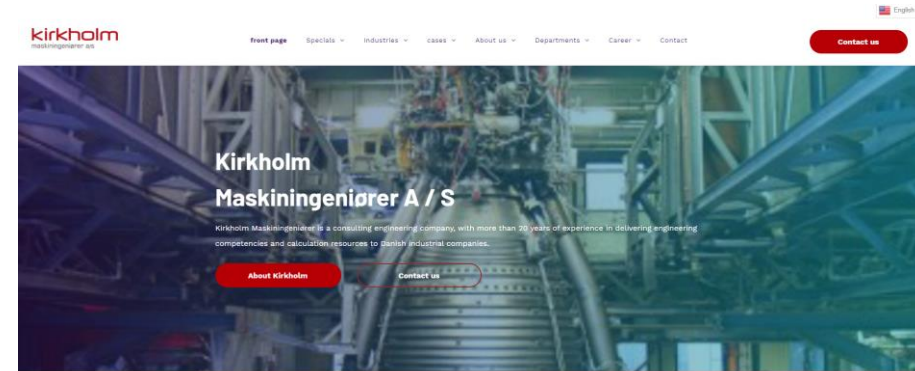 English
kirkholm
maskiningeniører a/s
front page Specials Industries cases About us Departments Career Contact
Contact us
Kirkholm
Maskiningeniører A / S
Kirkholm Maskiningeniører is a consulting engineering company, with more than 20 years of experience in delivering engineering
competencies and calculation resources to Danish industrial companies.
About Kirkholm
Contact us